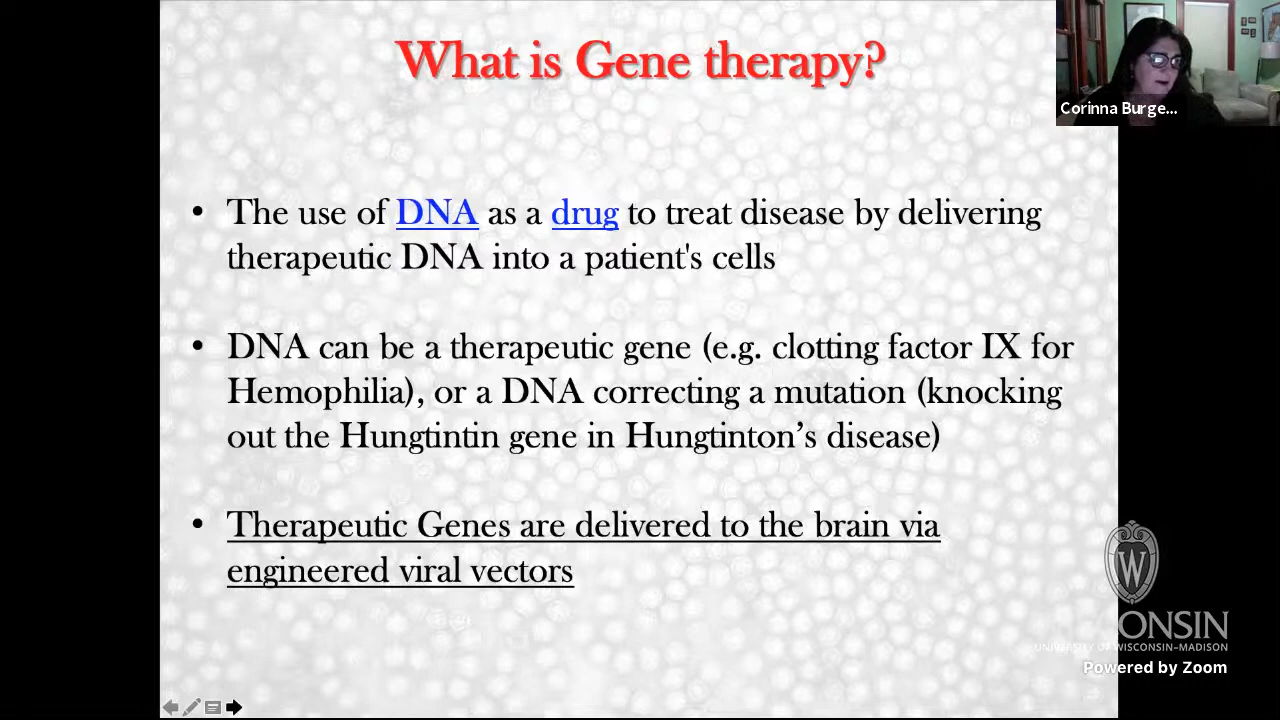 What is Gene therapy?
Corinna Burge...
• The use of DNA as a drug to treat disease by delivering
therapeutic DNA into a patient's cells
• DNA can be a therapeutic gene (e.g. clotting factor IX for
Hemophilia), or a DNA correcting a mutation (knocking
out the Hungtintin gene in Hungtinton’s disease)
• Therapeutic Genes are delivered to the brain via
engineered viral vectors
W
ONSIN
UNIVERSITY OF WISCONSIN–MADISON
Powered by Zoom